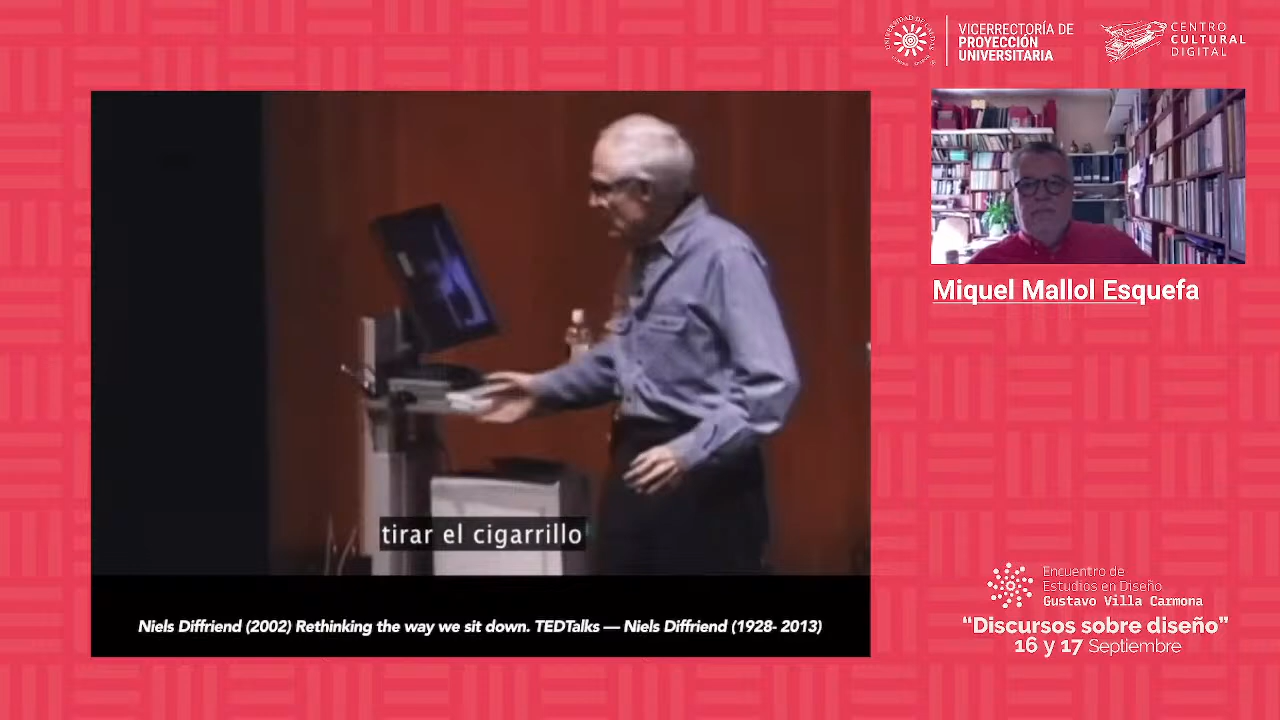 VICERRECTORÍA DE
PROYECCIÓN
UNIVERSITARIA
CENTRO
CULTURAL
DIGITAL
Miquel Mallol Esquefa
tirar el cigarrillo
Niels Diffriend (2002) Rethinking the way we sit down. TEDTalks — Niels Diffriend (1928- 2013)
Encuentro de
Estudios en Diseño
Gustavo Villa Carmona
“Discursos sobre diseño”
16 y 17 Septiembre